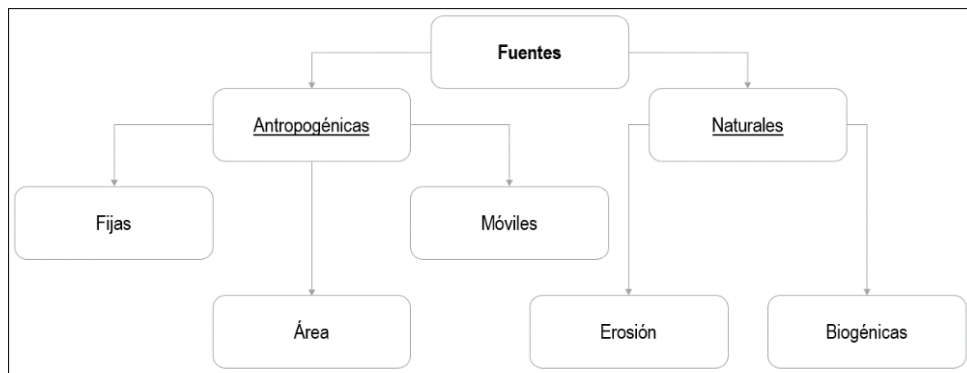 Fuentes
Antropogénicas
Naturales
Fijas
Móviles
Área
Erosión
Biogénicas